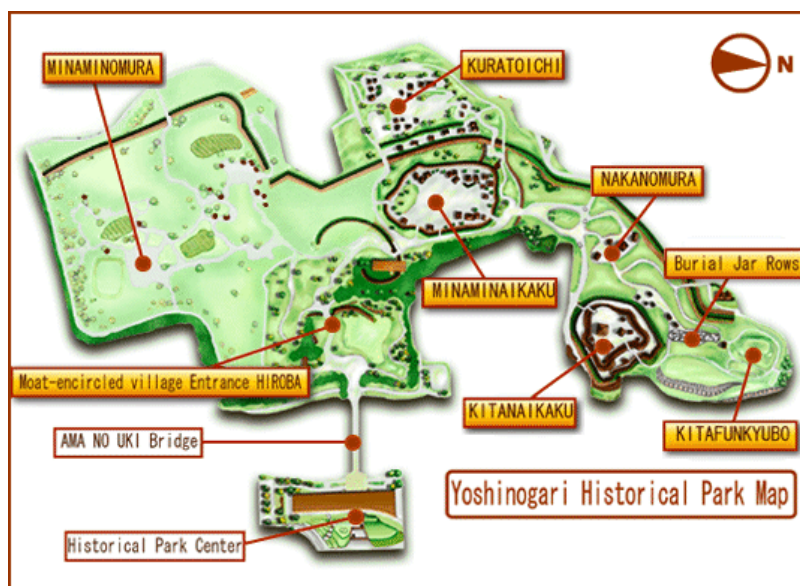 MINAMINOMURA
KURATOICHI
N
NAKANOMURA
Burial Jar Rows
MINAMINAIKAKU
Moat-encircled village Entrance HIROBA
KITANAIKAKU
KITAFUNKYUBO
AMA NO UKI Bridge
Yoshinogari Historical Park Map
Historical Park Center